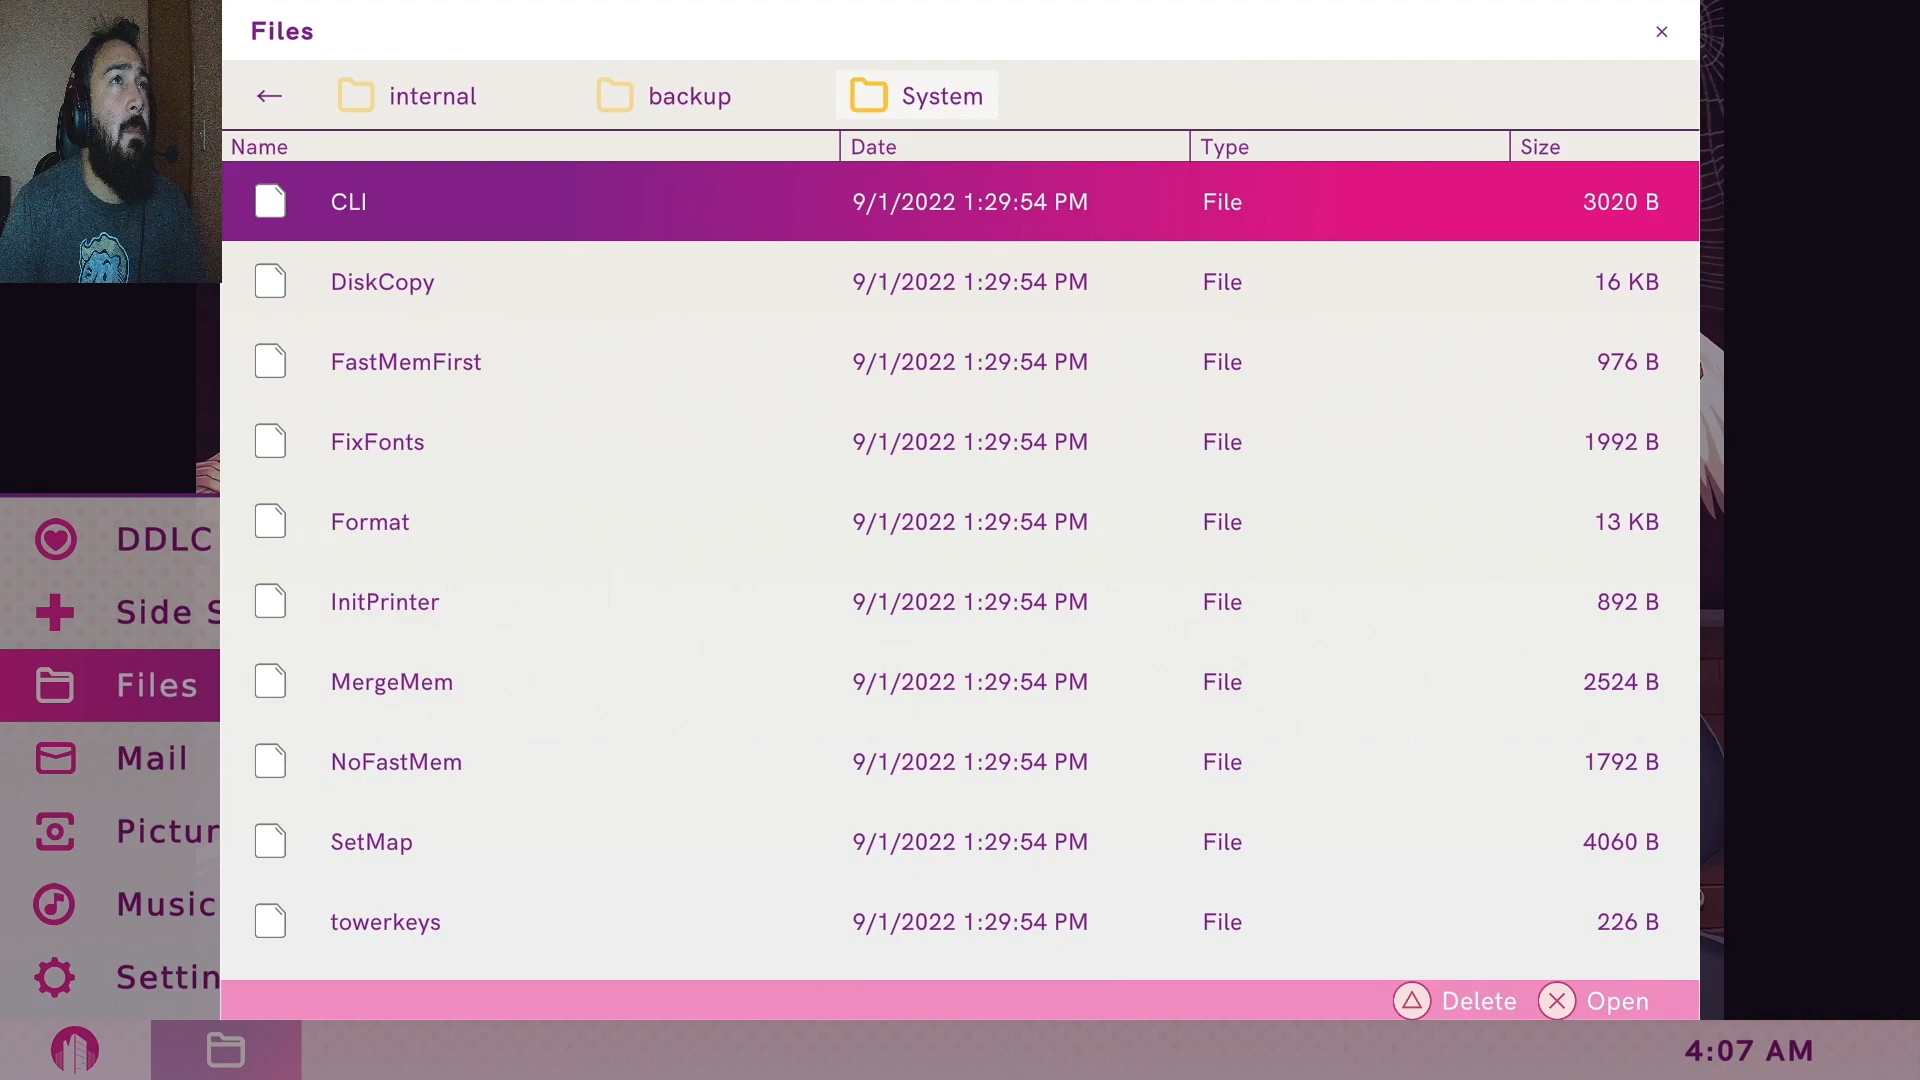 Files ×
← internal backup System
Name Date Type Size
CLI 9/1/2022 1:29:54 PM File 3020 B
DiskCopy 9/1/2022 1:29:54 PM File 16 KB
FastMemFirst 9/1/2022 1:29:54 PM File 976 B
FixFonts 9/1/2022 1:29:54 PM File 1992 B
Format 9/1/2022 1:29:54 PM File 13 KB
InitPrinter 9/1/2022 1:29:54 PM File 892 B
MergeMem 9/1/2022 1:29:54 PM File 2524 B
NoFastMem 9/1/2022 1:29:54 PM File 1792 B
SetMap 9/1/2022 1:29:54 PM File 4060 B
towerkeys 9/1/2022 1:29:54 PM File 226 B
Delete Open
DDLC
Side S
Files
Mail
Pictur
Music
Settin
4:07 AM